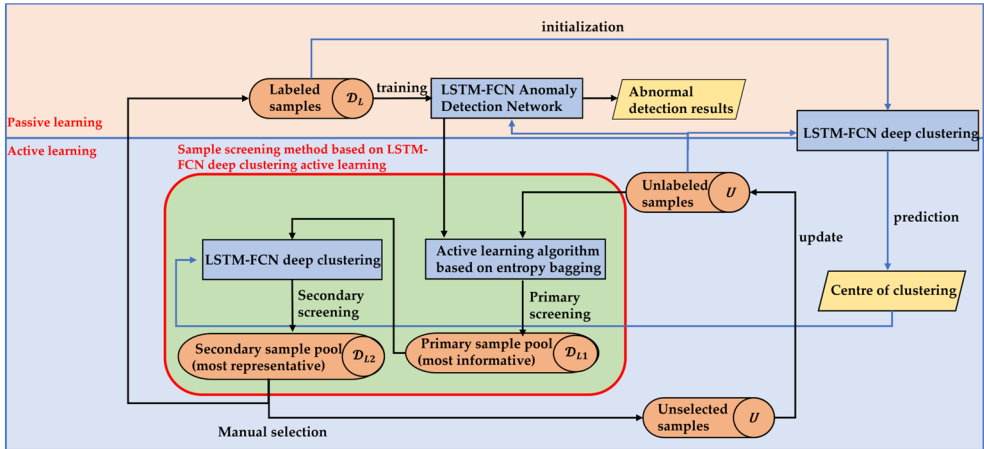 initialization
Labeled
samples
𝒟L
training
LSTM-FCN Anomaly
Detection Network
Abnormal
detection results
Passive learning
LSTM-FCN deep clustering
Active learning
Sample screening method based on LSTM-
FCN deep clustering active learning
Unlabeled
samples
U
prediction
update
LSTM-FCN deep clustering
Active learning algorithm
based on entropy bagging
Secondary
screening
Primary
screening
Centre of clustering
Secondary sample pool
(most representative)
𝒟L2
Primary sample pool
(most informative)
𝒟L1
Unselected
samples
U
Manual selection